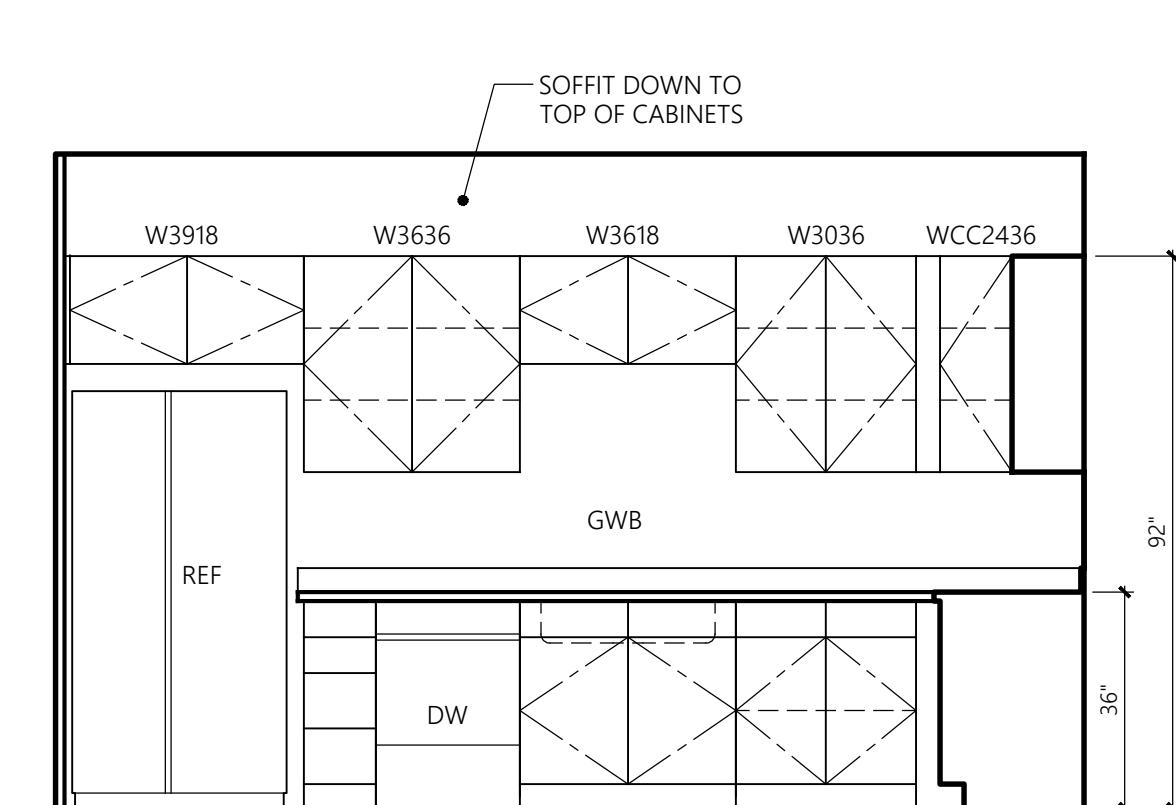 SOFFIT DOWN TO
TOP OF CABINETS
W3918
W3636
W3618
W3036
WCC2436
GWB
92"
REF
36"
DW